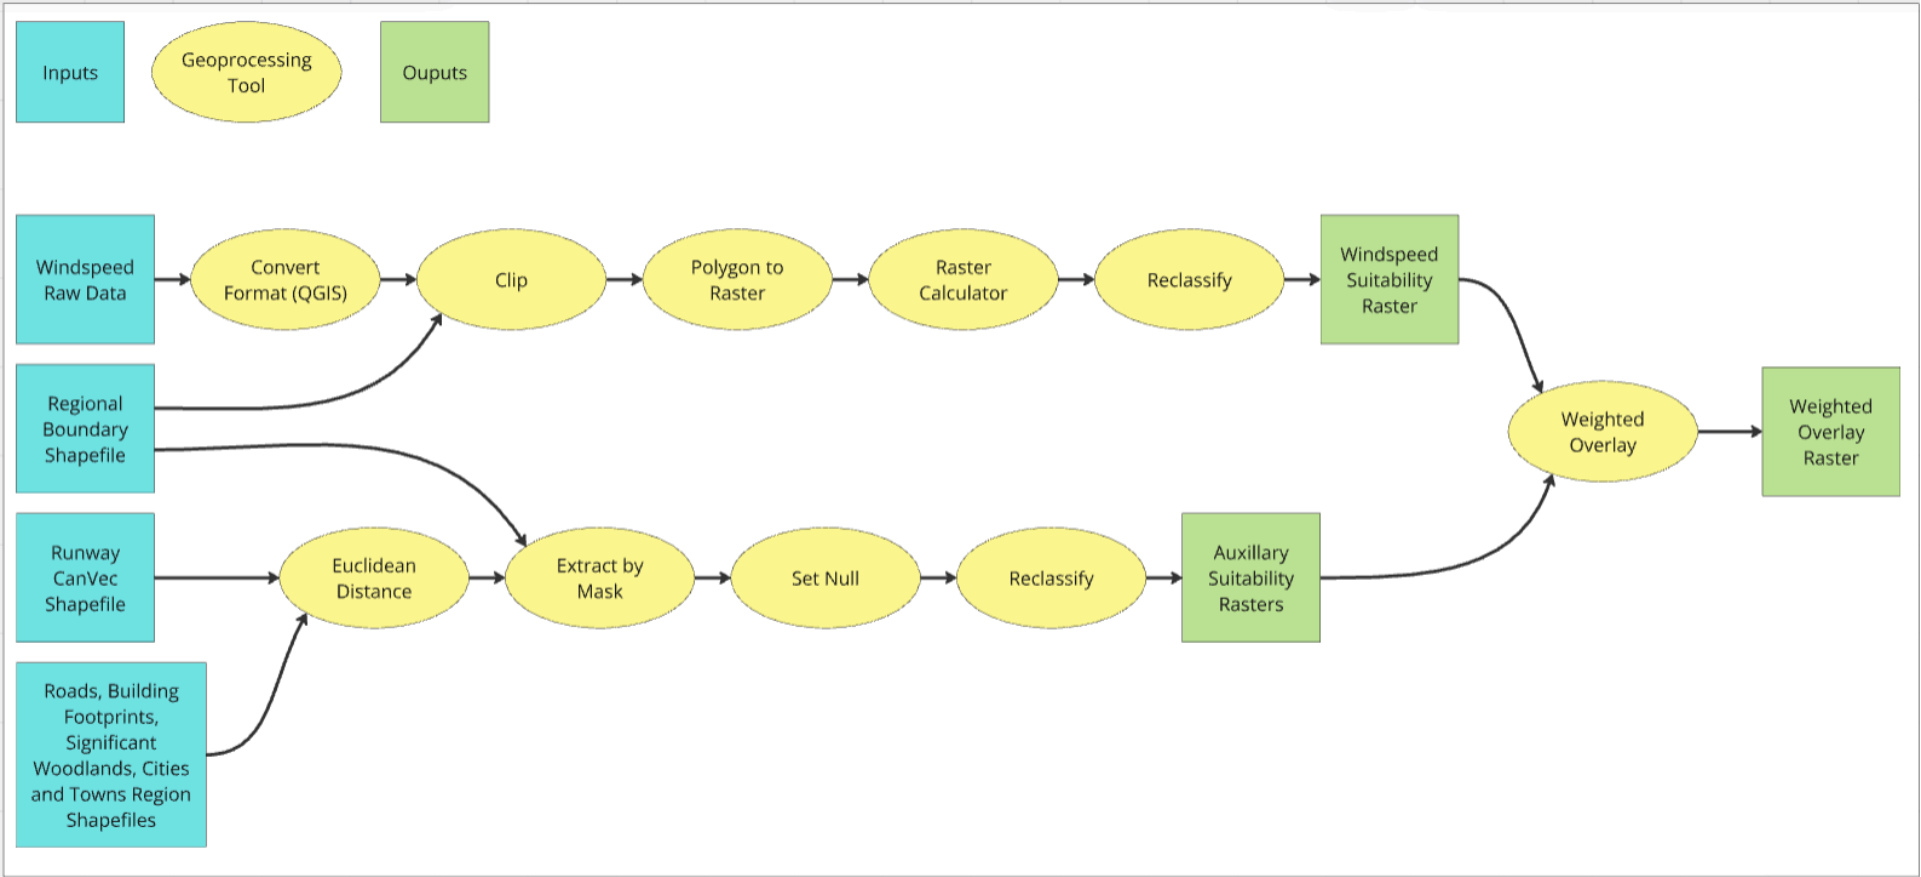 Inputs
Geoprocessing
Tool
Ouputs
Windspeed
Raw Data
Convert
Format (QGIS)
Clip
Polygon to
Raster
Raster
Calculator
Reclassify
Windspeed
Suitability
Raster
Regional
Boundary
Shapefile
Weighted
Overlay
Weighted
Overlay
Raster
Runway
CanVec
Shapefile
Euclidean
Distance
Extract by
Mask
Set Null
Reclassify
Auxillary
Suitability
Rasters
Roads, Building
Footprints,
Significant
Woodlands, Cities
and Towns Region
Shapefiles